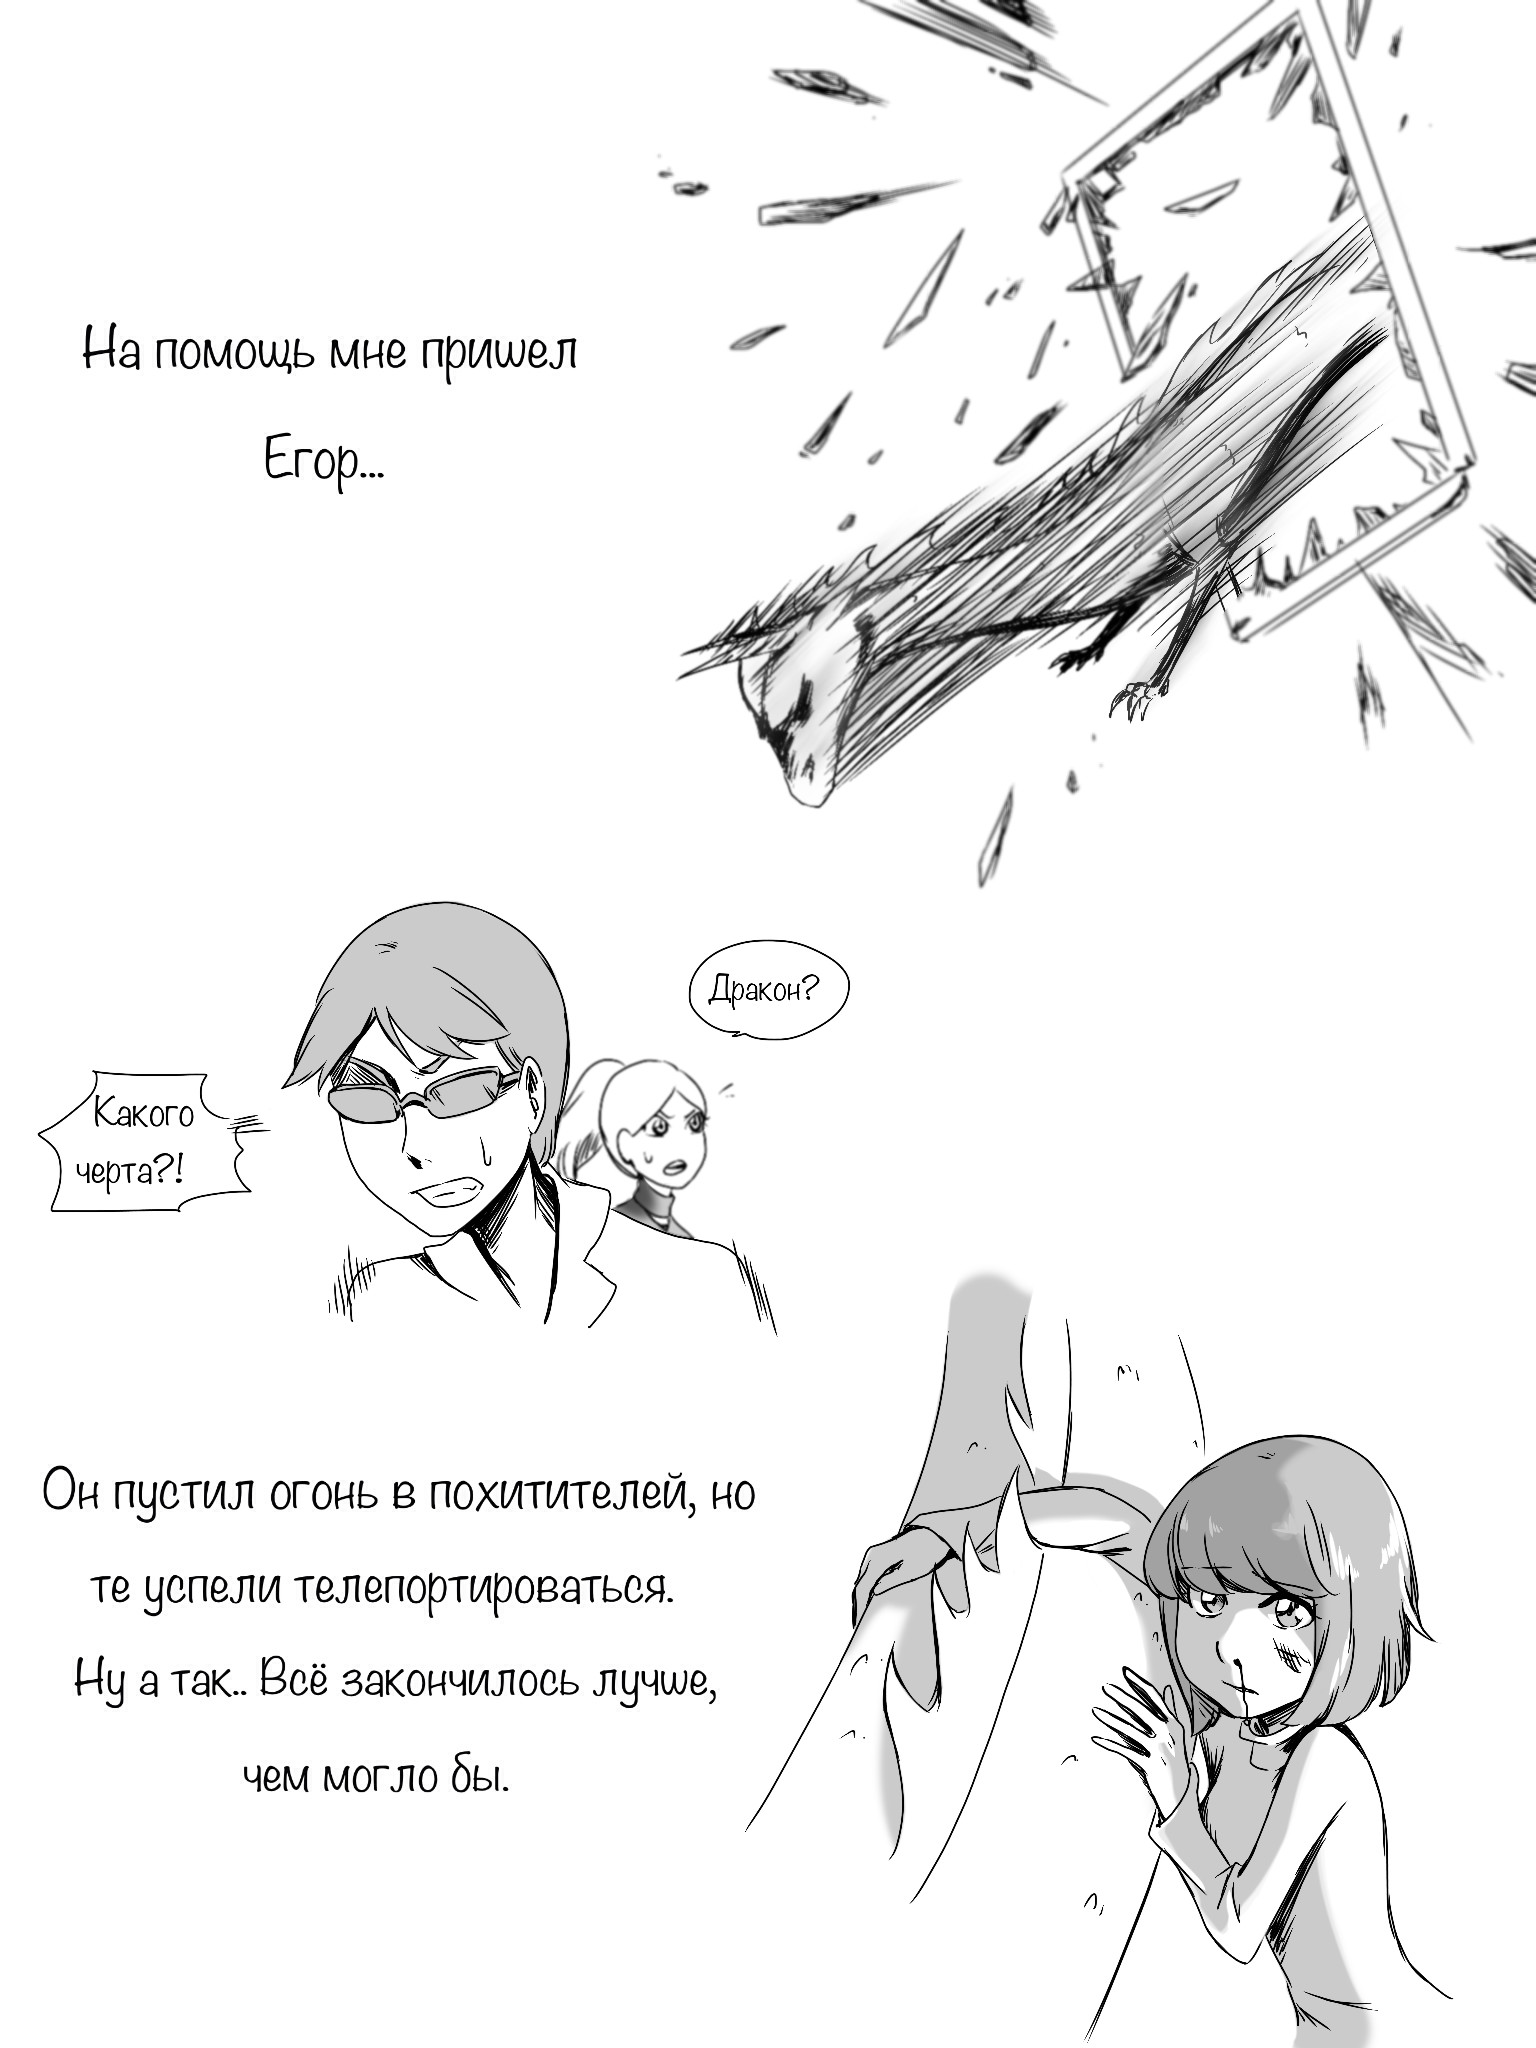 На помощь мне пришел
Егор...
Дракон?
Какого
черта?!
Он пустил огонь в похитителей, но
те успели телепортироваться.
Ну а так.. Всё закончилось лучше,
чем могло бы.